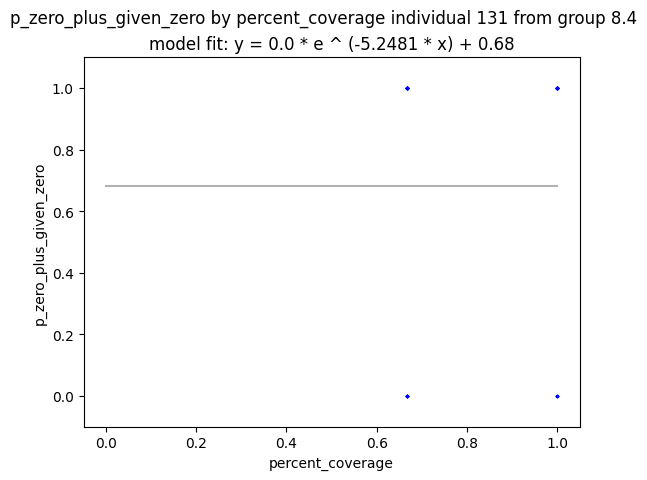 p_zero_plus_given_zero by percent_coverage individual 131 from group 8.4
model fit: y = 0.0 * e ^ (-5.2481 * x) + 0.68
p_zero_plus_given_zero
1.0
0.8
0.6
0.4
0.2
0.0
0.0 0.2 0.4 0.6 0.8 1.0
percent_coverage